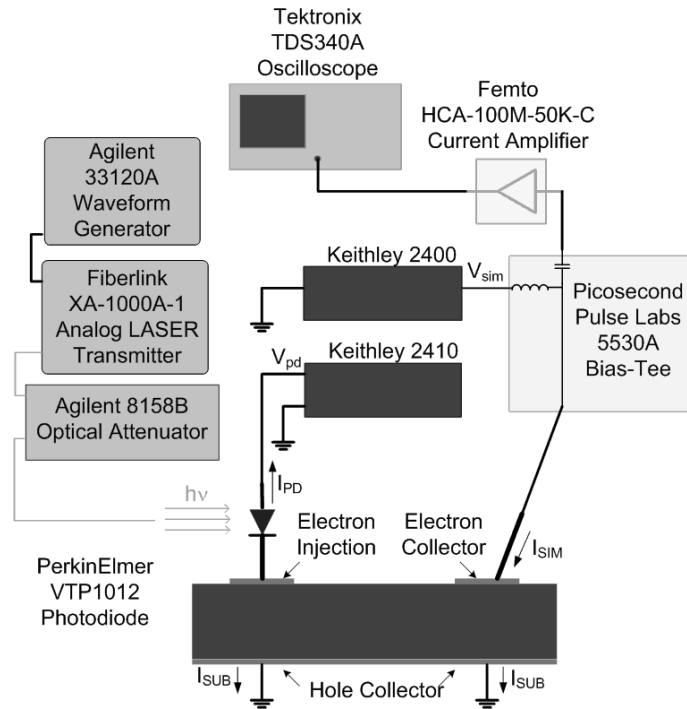 Tektronix
TDS340A
Oscilloscope
Femto
HCA-100M-50K-C
Current Amplifier
Agilent
33120A
Waveform
Generator
Fiberlink
XA-1000A-1
Analog LASER
Transmitter
Agilent 8158B
Optical Attenuator
Keithley 2400
Vsim
Picosecond
Pulse Labs
5530A
Bias-Tee
Keithley 2410
Vpd
IPD
hν
Electron
Injection
Electron
Collector
ISIM
PerkinElmer
VTP1012
Photodiode
ISUB
Hole Collector
ISUB